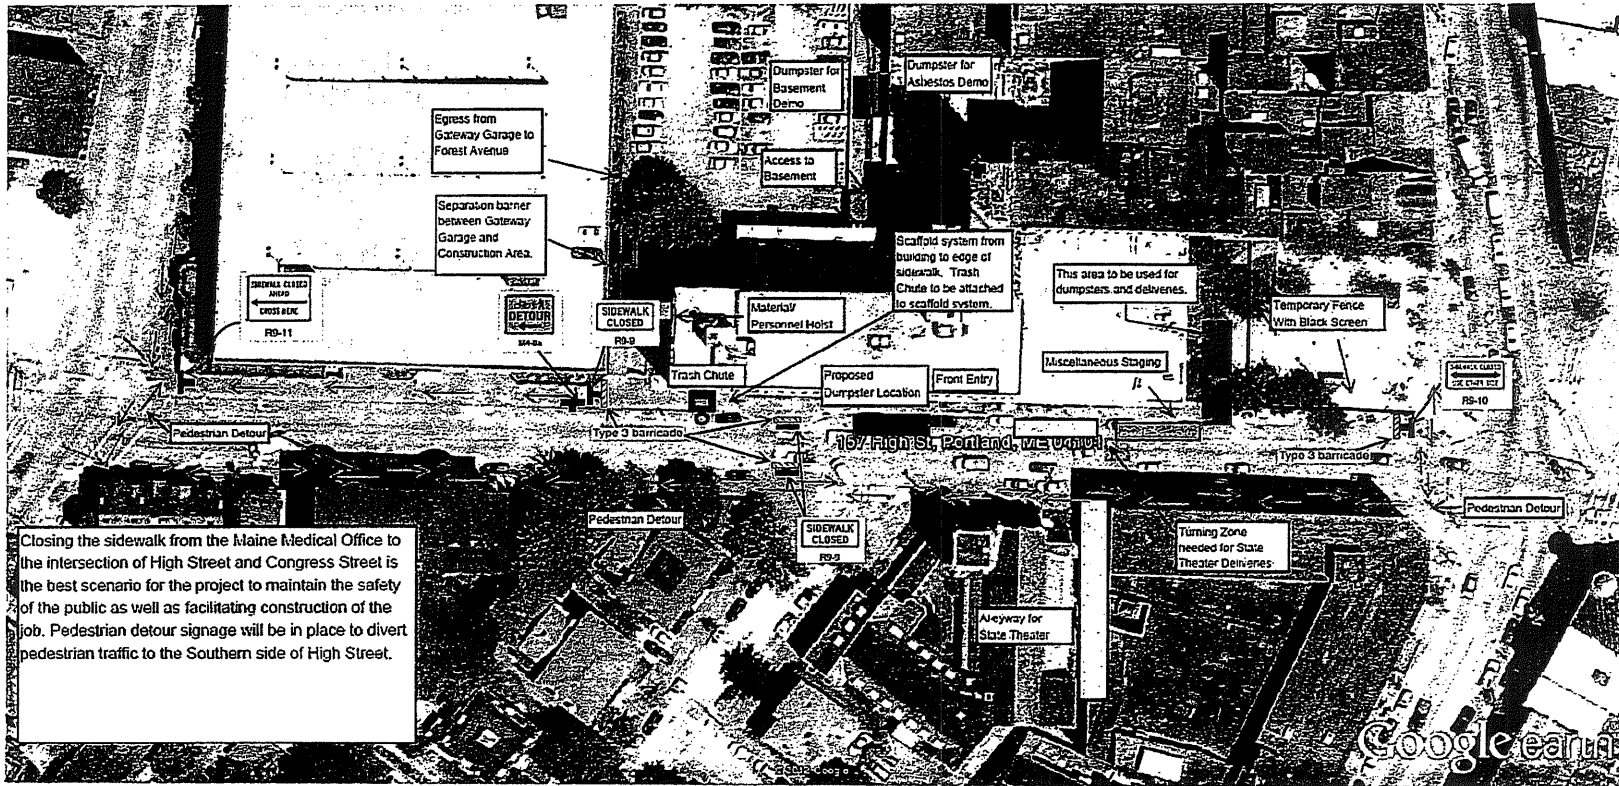 Dumpster for
Basement
Demo
Dumpster for
Asbestos Demo
Egress from
Gateway Garage to
Forest Avenue
Access to
Basement
Separation barrier
between Gateway
Garage and
Construction Area.
Scaffold system from
building to edge of
sidewalk. Trash
Chute to be attached
to scaffold system.
This area to be used for
dumpsters and deliveries.
SIDEWALK CLOSED
AHEAD
CROSS HERE
R9-11
DETOUR
SIDEWALK
CLOSED
R9-9
Material/
Personnel Hoist
Temporary Fence
With Black Screen
Trash Chute
Proposed
Dumpster Location
Front Entry
Miscellaneous Staging
SIDEWALK CLOSED
USE OTHER SIDE
R9-10
Pedestrian Detour
Type 3 barricade
157 High St, Portland, ME 04101
Type 3 barricade
Pedestrian Detour
Pedestrian Detour
SIDEWALK
CLOSED
R9-9
Turning Zone
needed for State
Theater Deliveries
Alleyway for
State Theater
Closing the sidewalk from the Maine Medical Office to
the intersection of High Street and Congress Street is
the best scenario for the project to maintain the safety
of the public as well as facilitating construction of the
job. Pedestrian detour signage will be in place to divert
pedestrian traffic to the Southern side of High Street.
Google earth